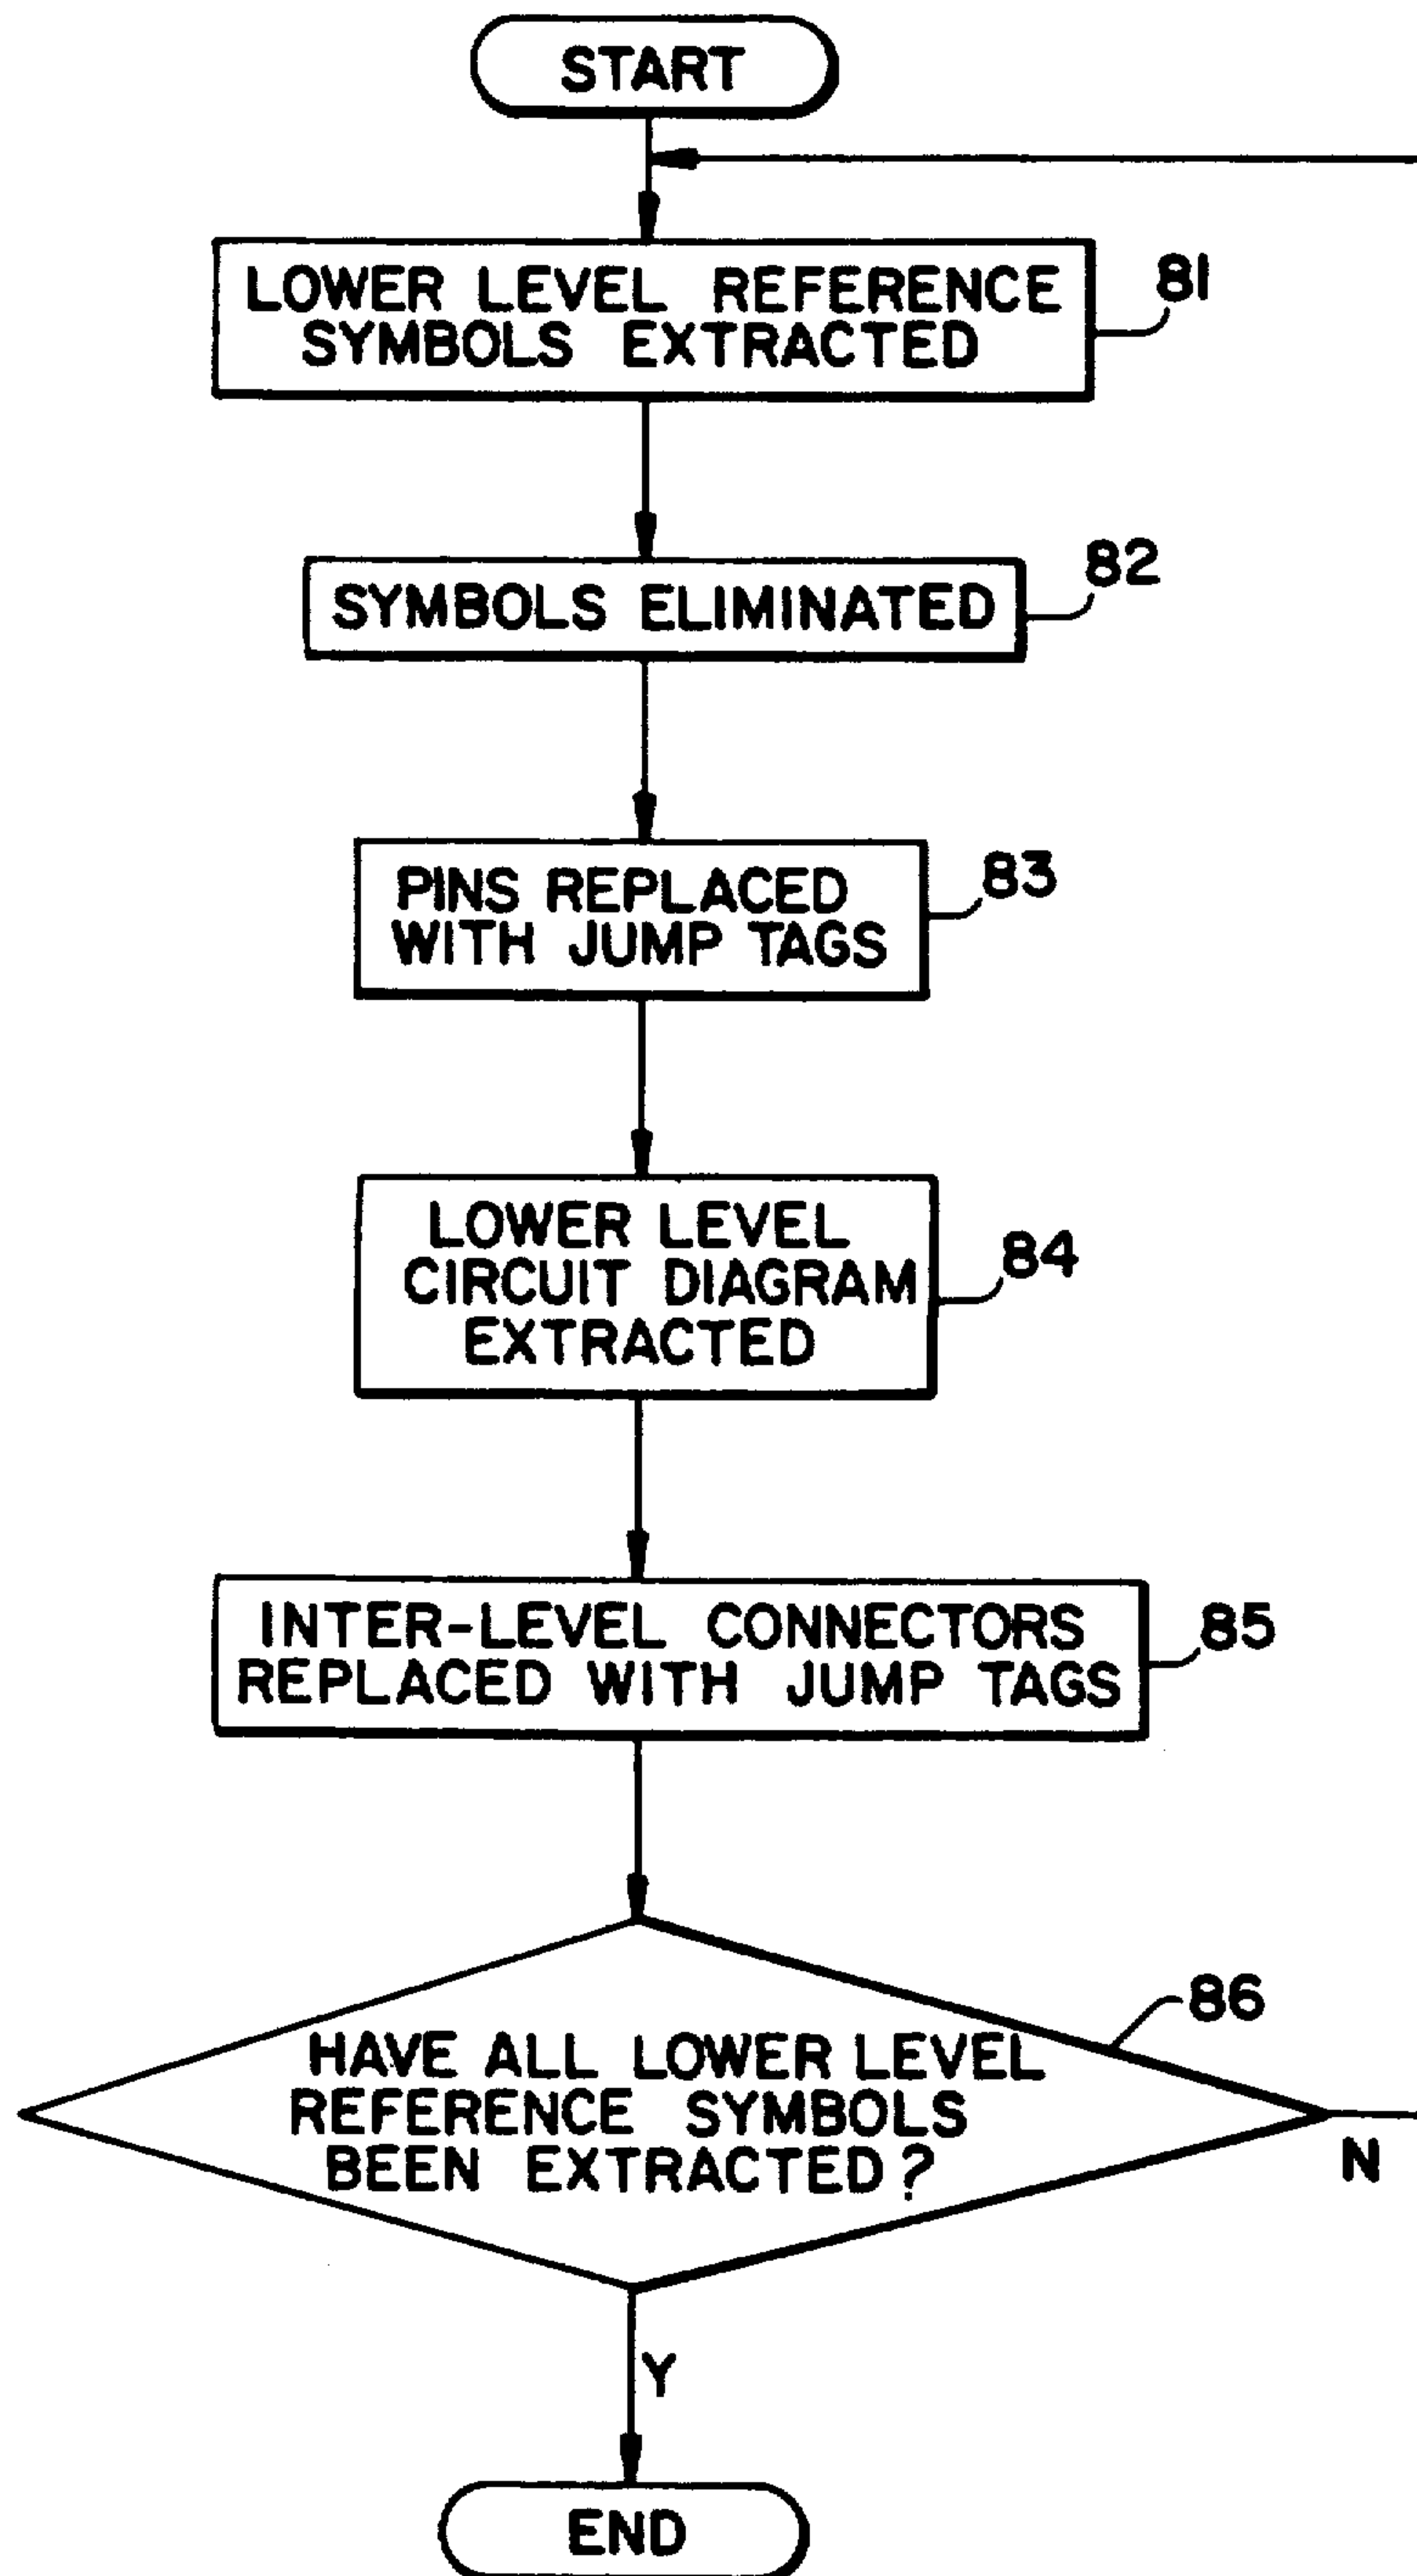 START
LOWER LEVEL REFERENCE
SYMBOLS EXTRACTED
81
SYMBOLS ELIMINATED
82
PINS REPLACED
WITH JUMP TAGS
83
LOWER LEVEL
CIRCUIT DIAGRAM
EXTRACTED
84
INTER-LEVEL CONNECTORS
REPLACED WITH JUMP TAGS
85
HAVE ALL LOWER LEVEL
REFERENCE SYMBOLS
BEEN EXTRACTED?
86
N
Y
END